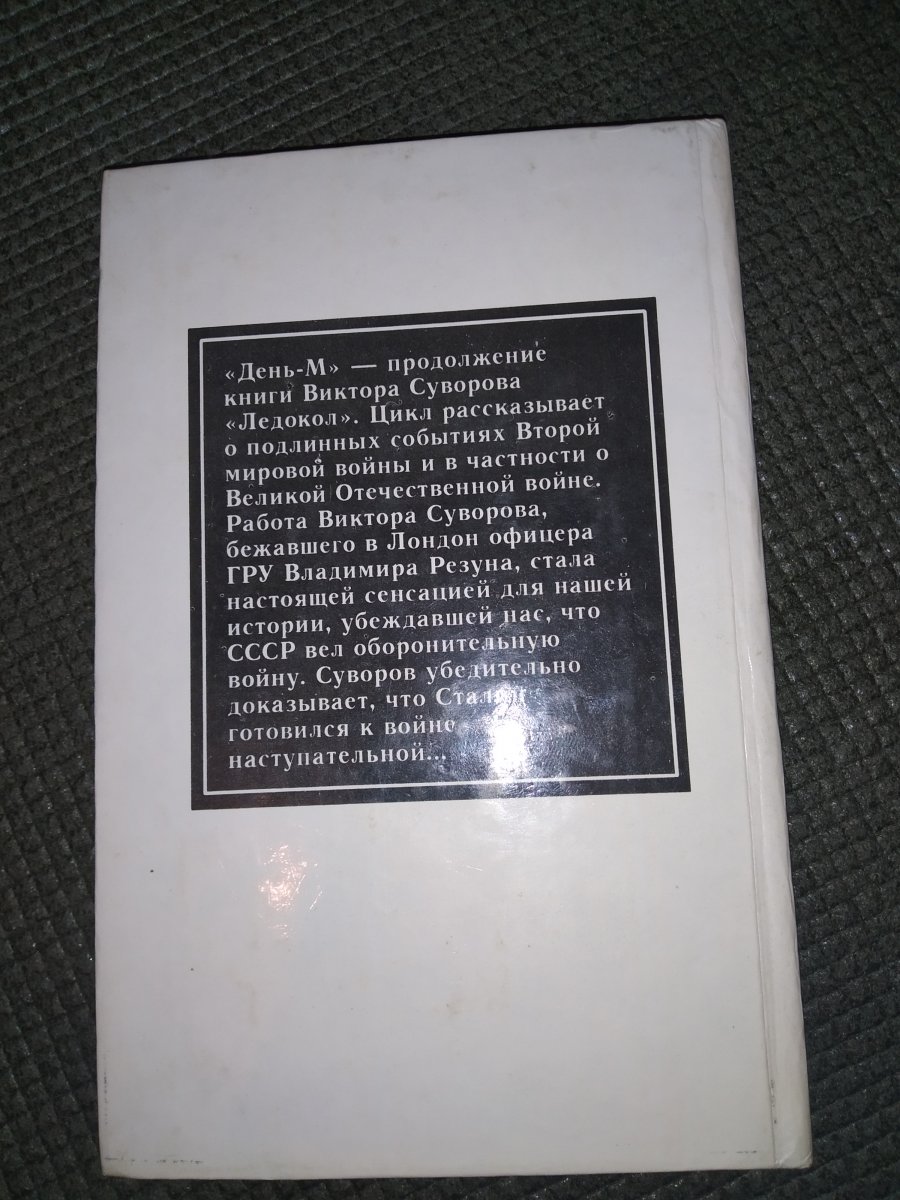 «День-М» — продолжение
книги Виктора Суворова
«Ледокол». Цикл рассказывает
о подлинных событиях Второй
мировой войны и в частности о
Великой Отечественной войне.
Работа Виктора Суворова,
бежавшего в Лондон офицера
ГРУ Владимира Резуна, стала
настоящей сенсацией для нашей
истории, убеждавшей нас, что
СССР вел оборонительную
войну. Суворов убедительно
доказывает, что Сталин
готовился к войне
наступательной...